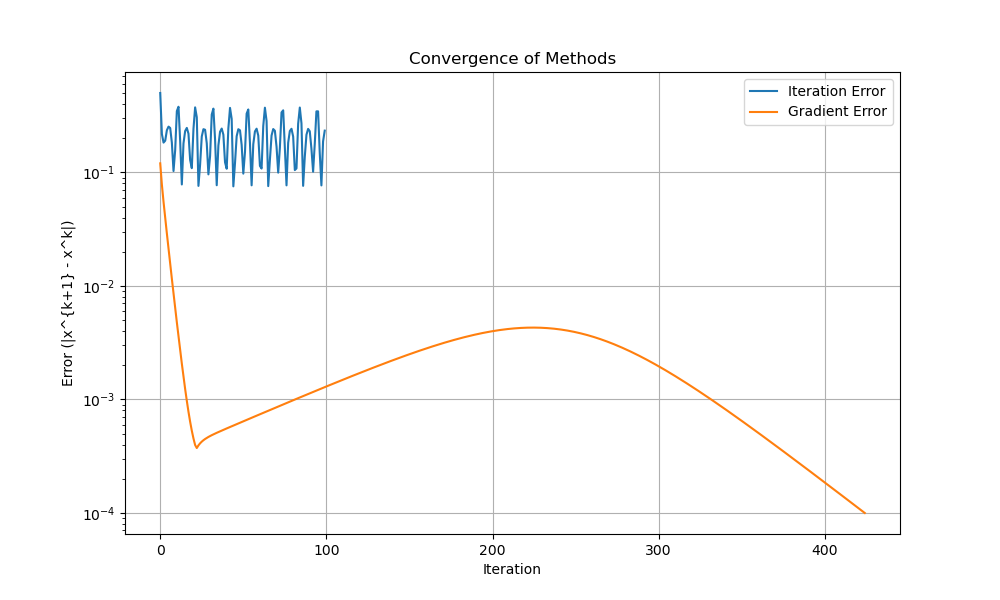 Convergence of Methods
Iteration Error
Gradient Error
Error (|x^{k+1} - x^k|)
10⁻¹
10⁻²
10⁻³
10⁻⁴
0 100 200 300 400
Iteration